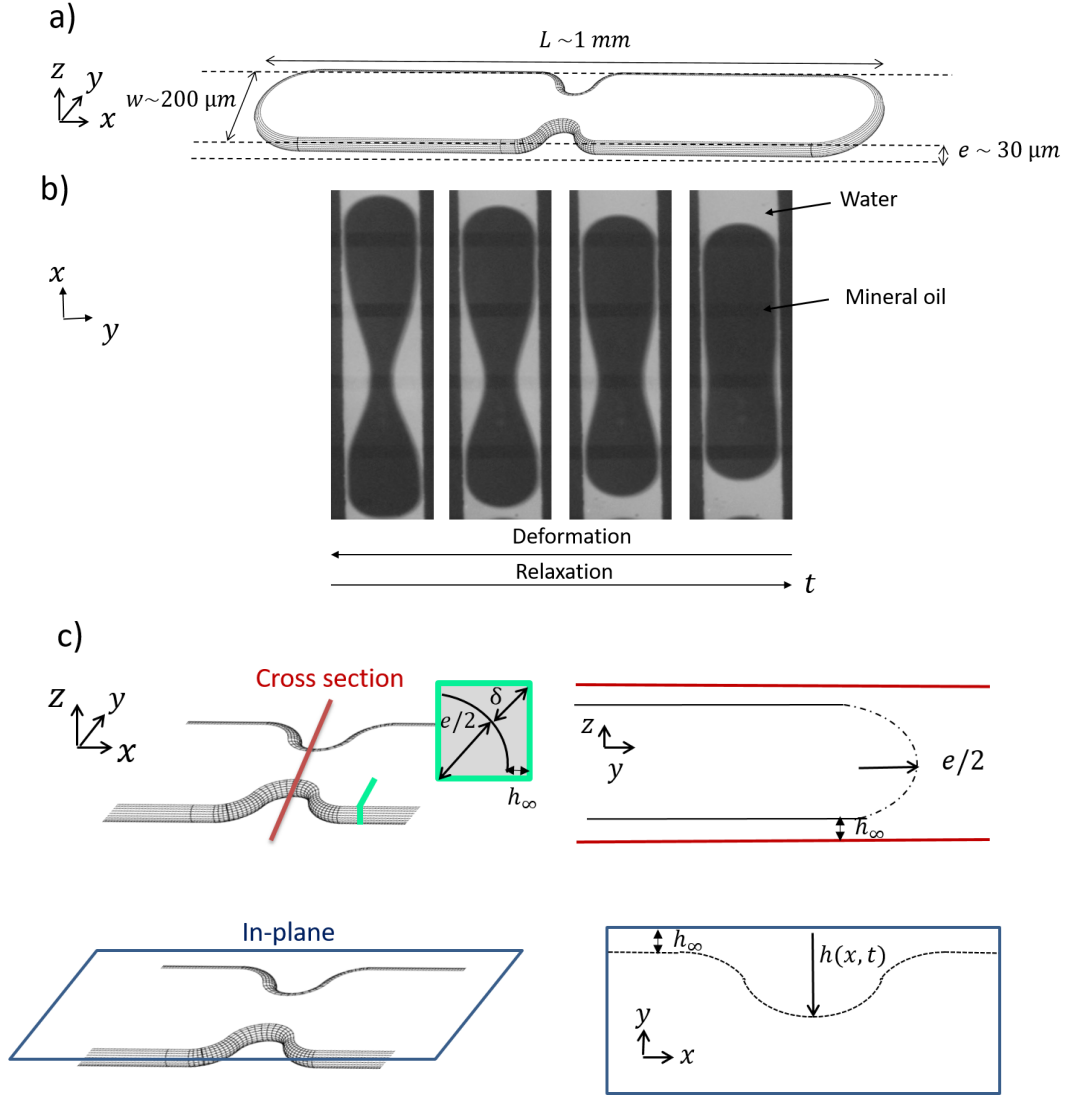 a)
L ~1 mm
z
y
x
w~200 μm
e ~ 30 μm
b)
Water
x
Mineral oil
y
Deformation
Relaxation
t
c)
Cross section
z
y
x
δ
e/2
h∞
z
y
e/2
h∞
In-plane
h∞
h(x, t)
y
x